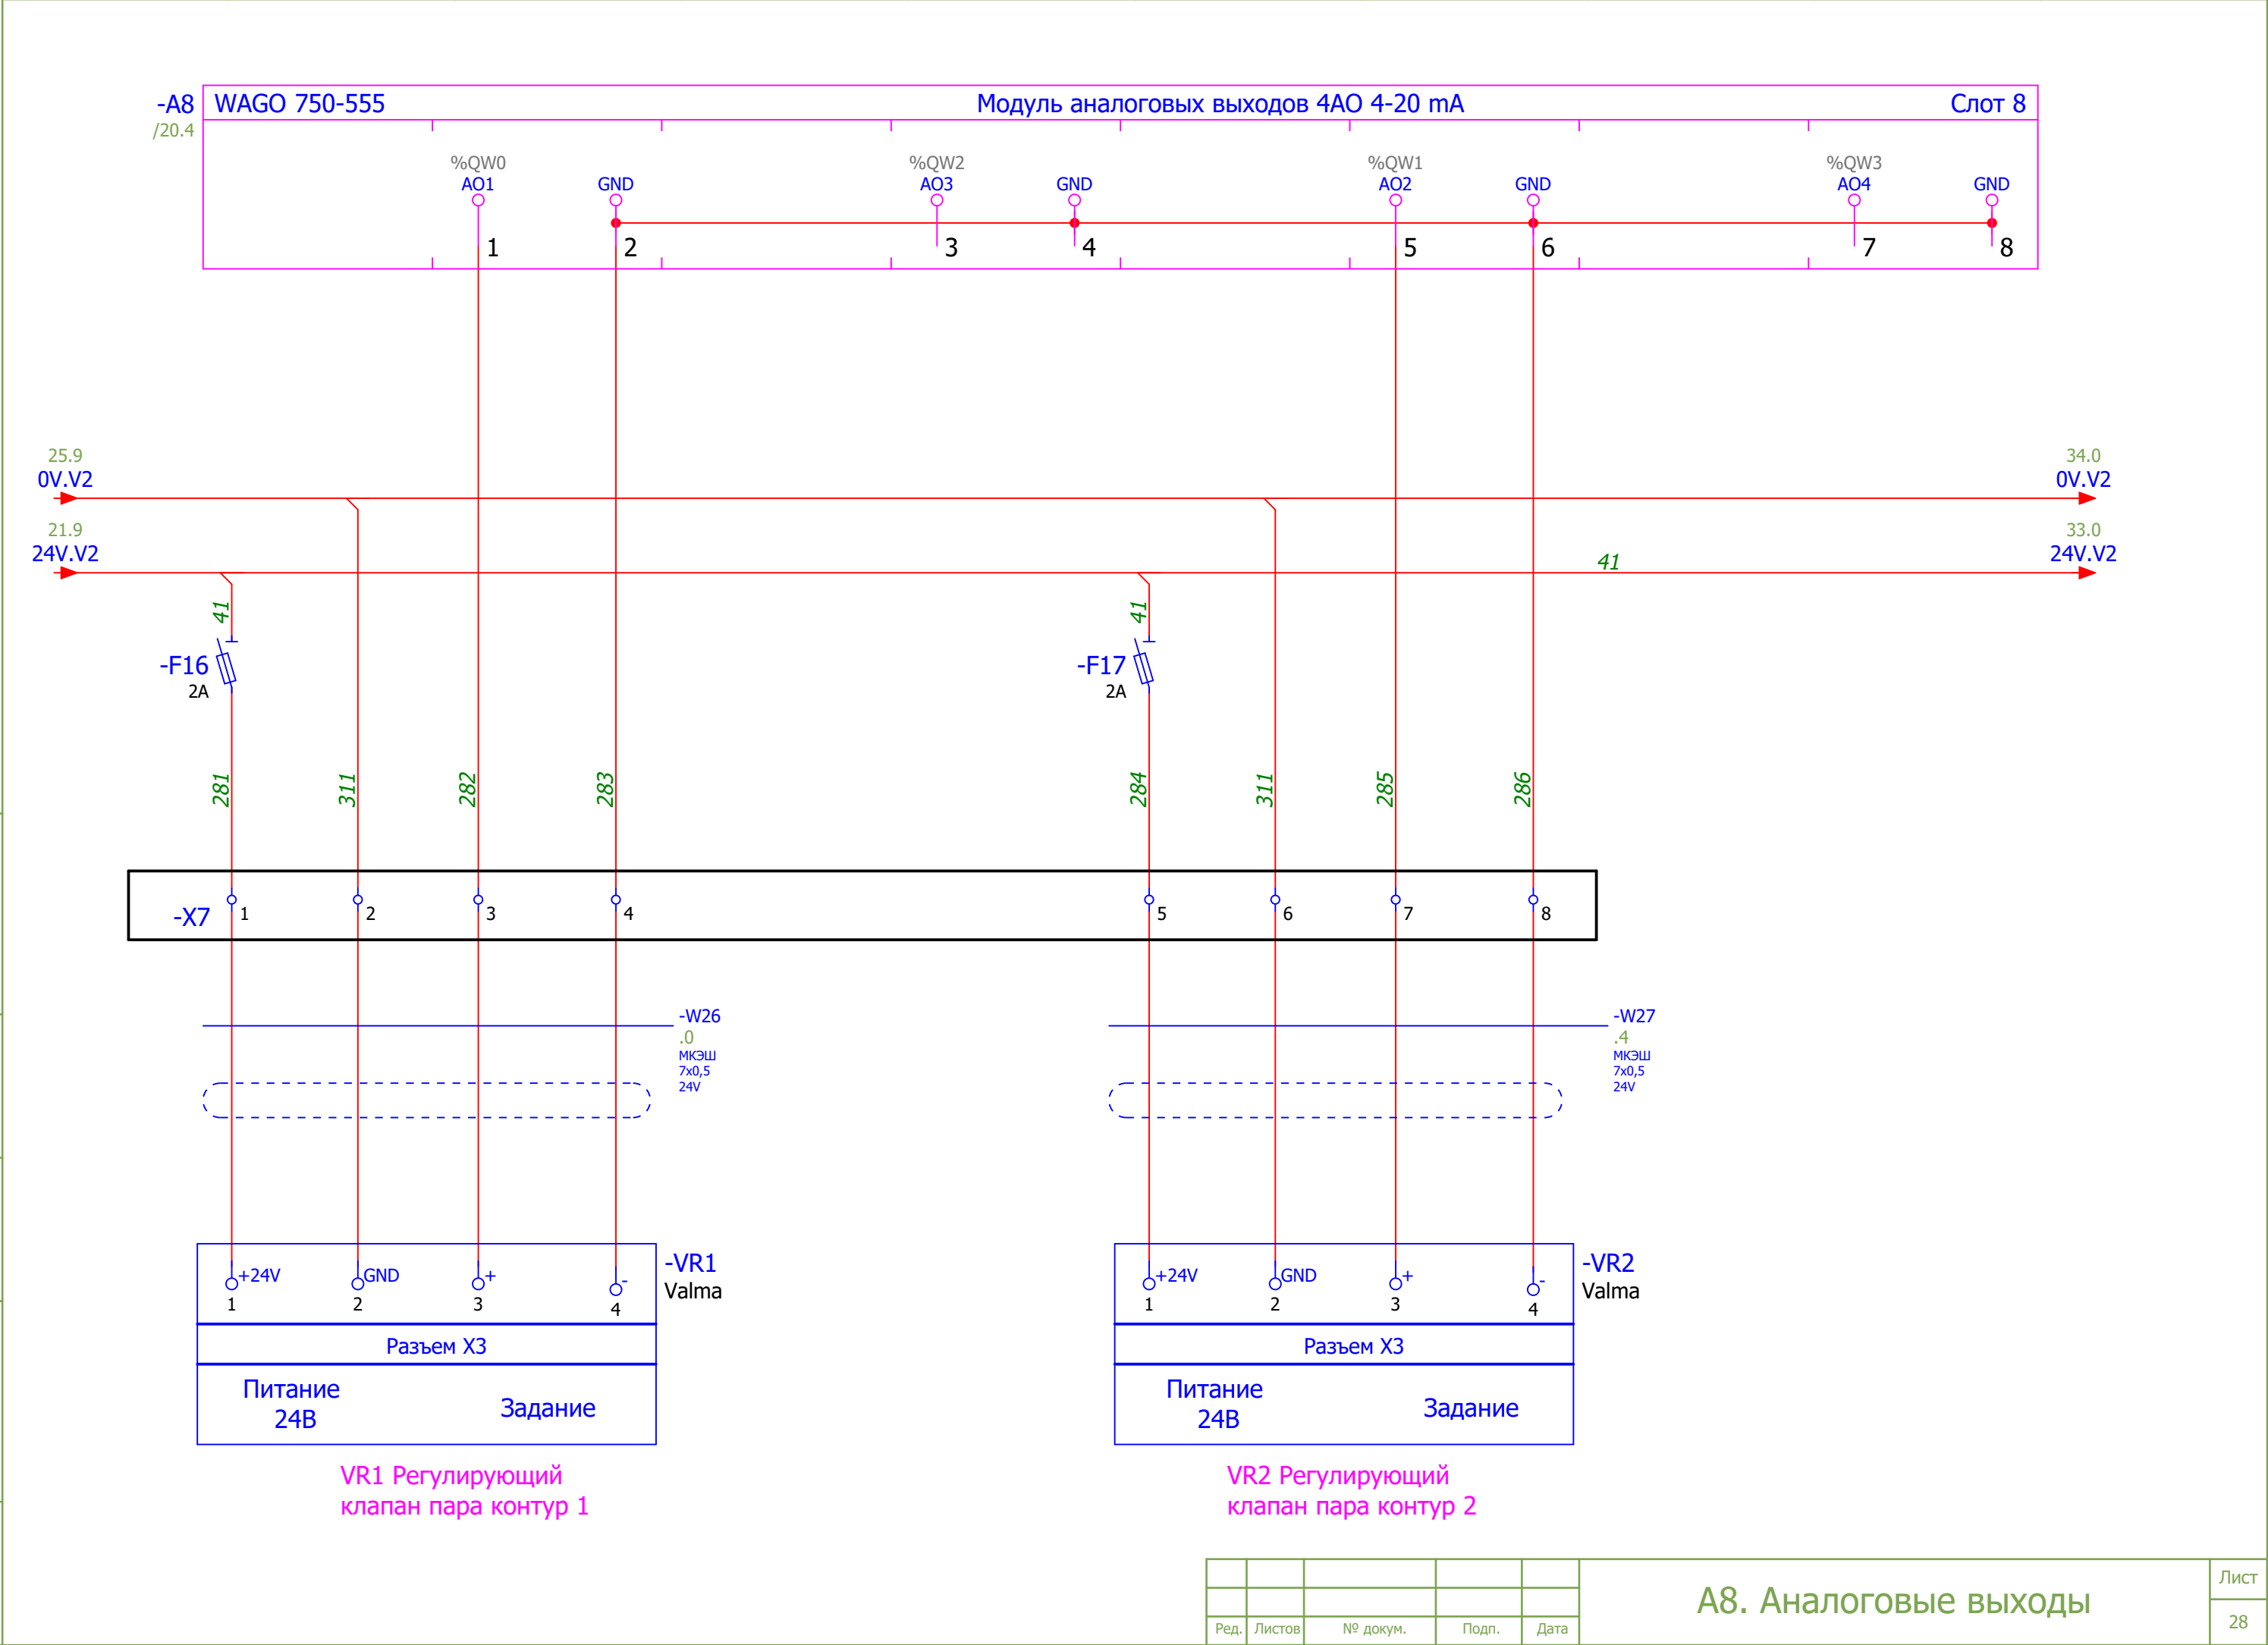 -A8
/20.4
WAGO 750-555
Модуль аналоговых выходов 4AO 4-20 mA
Слот 8
%QW0
%QW2
%QW1
%QW3
AO1
GND
AO3
GND
AO2
GND
AO4
GND
1
2
3
4
5
6
7
8
25.9
0V.V2
34.0
0V.V2
21.9
24V.V2
33.0
24V.V2
41
41
41
-F16
2A
-F17
2A
281
311
282
283
284
311
285
286
-X7
1
2
3
4
5
6
7
8
-W26
.0
МКЭШ
7x0,5
24V
-W27
.4
МКЭШ
7x0,5
24V
+24V
GND
+
-
1
2
3
4
-VR1
Valma
Разъем X3
Питание
24В
Задание
+24V
GND
+
-
1
2
3
4
-VR2
Valma
Разъем X3
Питание
24В
Задание
VR1 Регулирующий
клапан пара контур 1
VR2 Регулирующий
клапан пара контур 2
Ред.
Листов
№ докум.
Подп.
Дата
A8. Аналоговые выходы
Лист
28